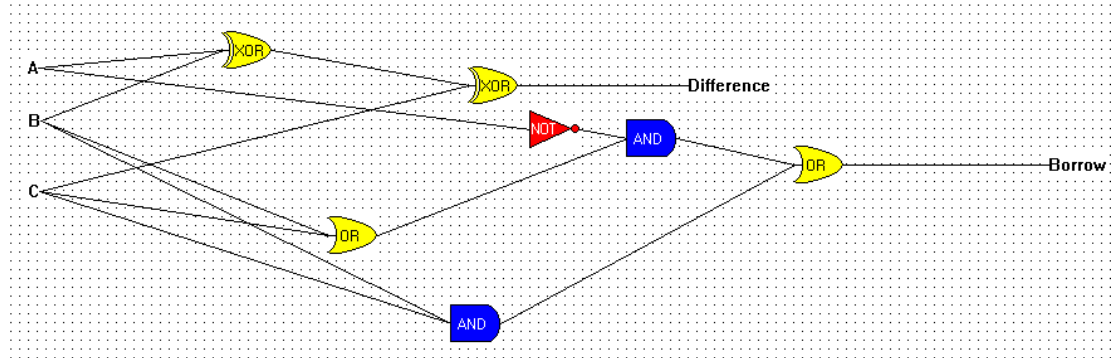 XOR
A
XOR
Difference
B
NOT
AND
OR
Borrow
C
OR
AND